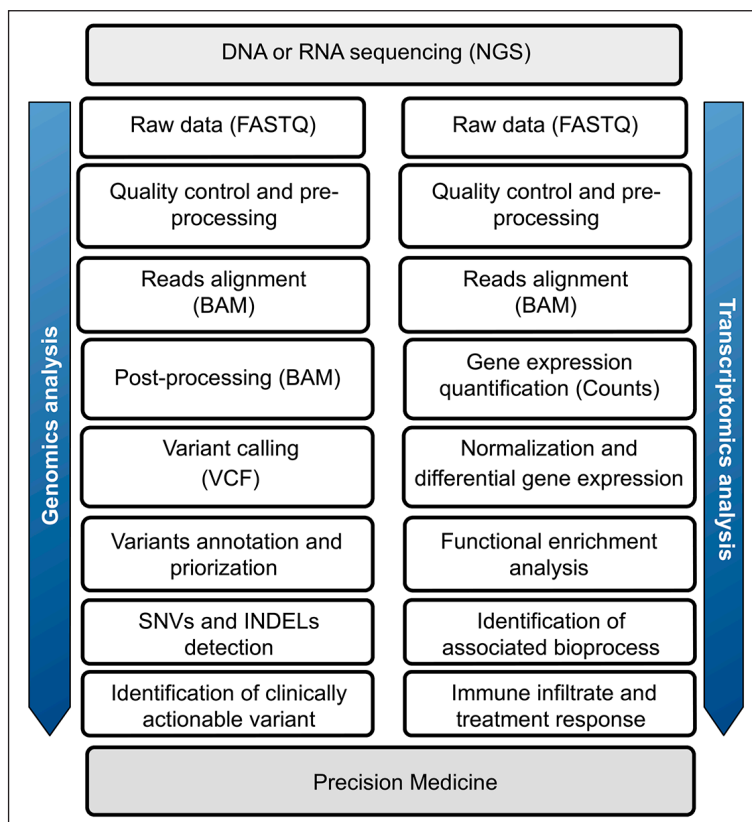 DNA or RNA sequencing (NGS)
Genomics analysis
Raw data (FASTQ)
Quality control and pre-
processing
Reads alignment
(BAM)
Post-processing (BAM)
Variant calling
(VCF)
Variants annotation and
priorization
SNVs and INDELs
detection
Identification of clinically
actionable variant
Raw data (FASTQ)
Quality control and pre-
processing
Reads alignment
(BAM)
Gene expression
quantification (Counts)
Normalization and
differential gene expression
Functional enrichment
analysis
Identification of
associated bioprocess
Immune infiltrate and
treatment response
Transcriptomics analysis
Precision Medicine